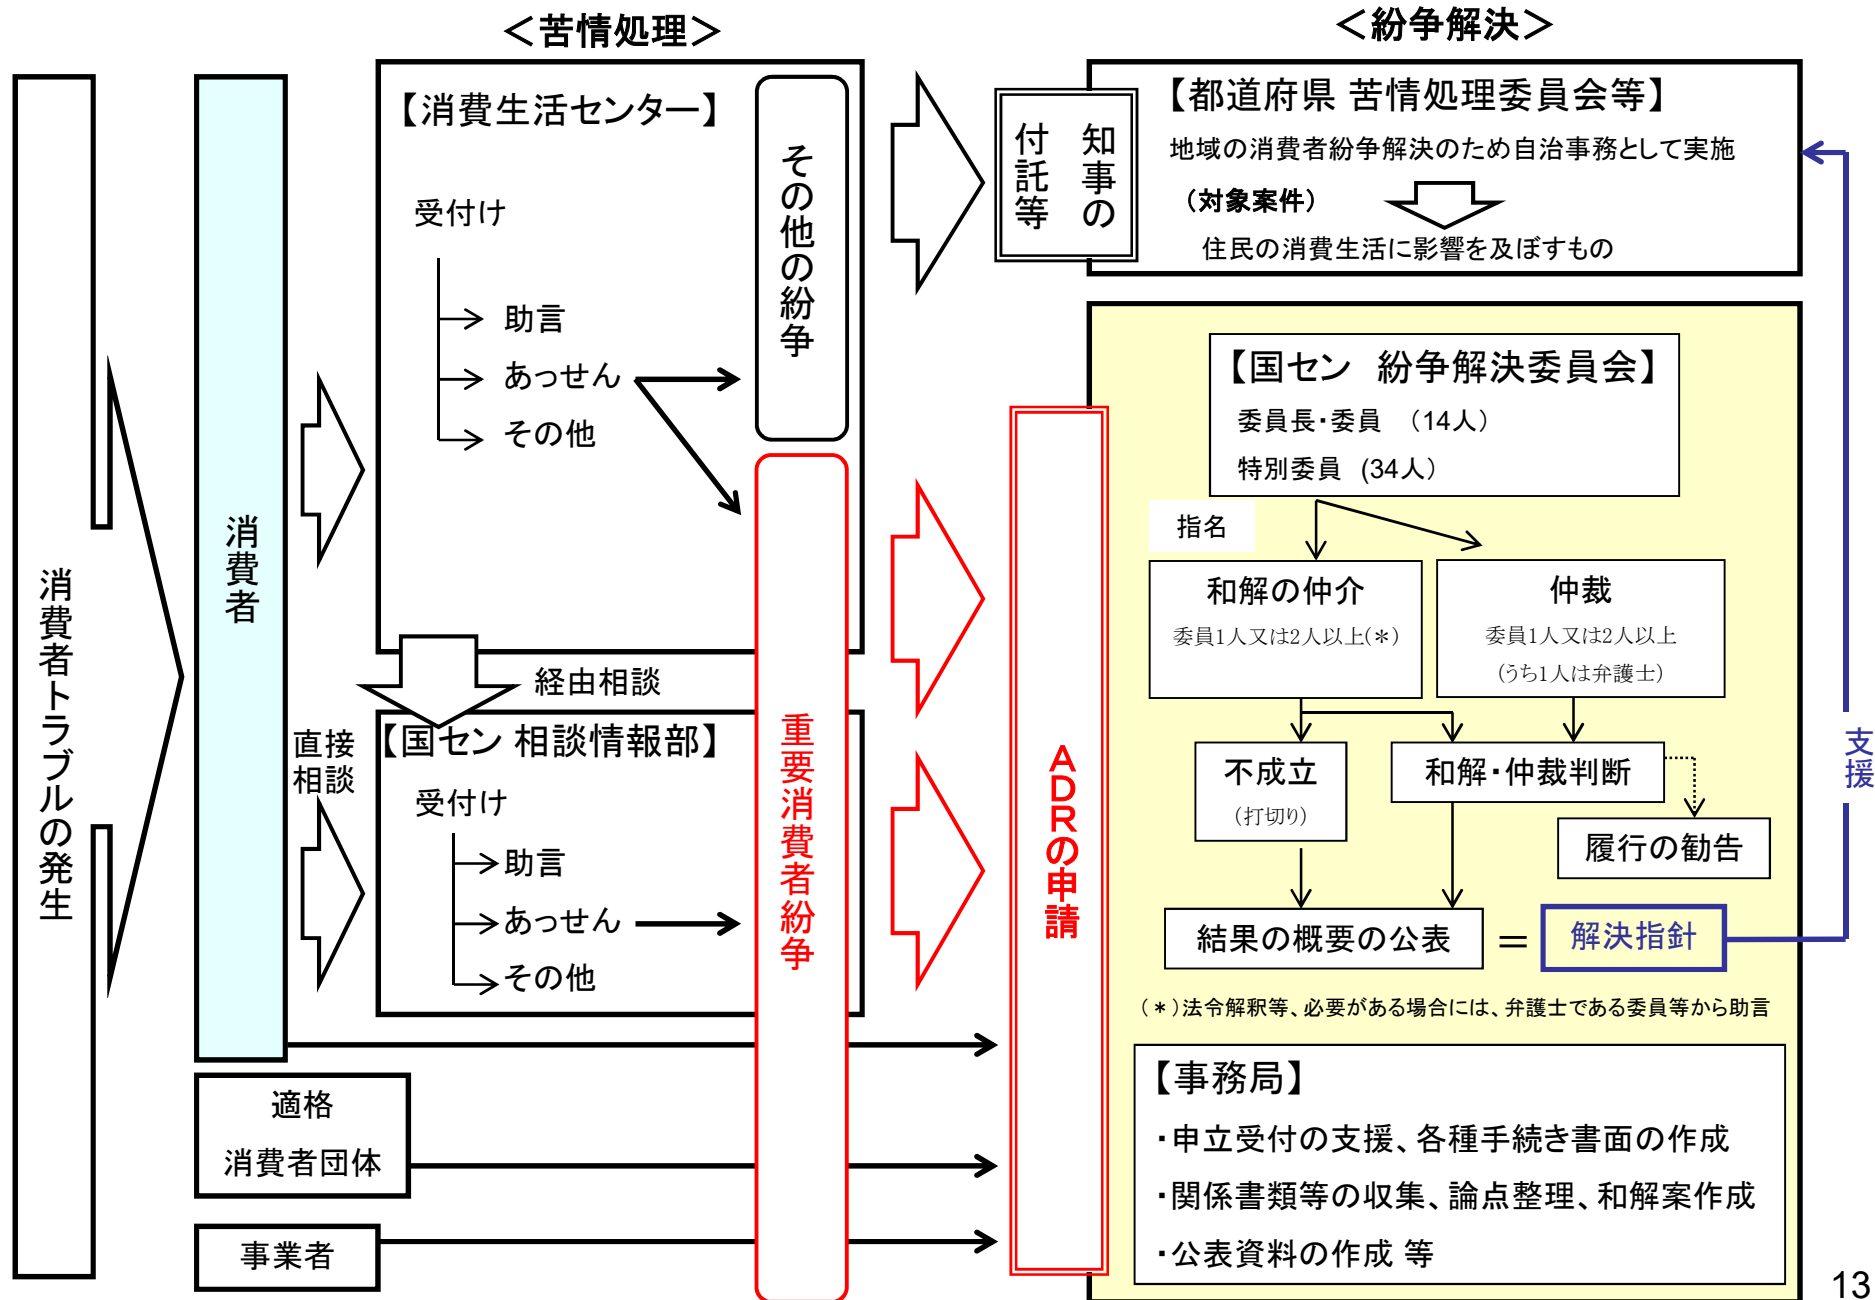 ＜苦情処理＞
＜紛争解決＞
消費者トラブルの発生
消費者
【消費生活センター】
受付け
助言
あっせん
その他
その他の紛争
経由相談
直接
相談
【国セン 相談情報部】
受付け
助言
あっせん
その他
重要消費者紛争
適格
消費者団体
事業者
知事の
付託等
【都道府県 苦情処理委員会等】
地域の消費者紛争解決のため自治事務として実施
（対象案件）
住民の消費生活に影響を及ぼすもの
ＡＤＲの申請
【国セン 紛争解決委員会】
委員長・委員 （14人）
特別委員 (34人）
指名
和解の仲介
委員1人又は2人以上(＊)
仲裁
委員1人又は2人以上
(うち1人は弁護士)
不成立
(打切り)
和解・仲裁判断
履行の勧告
結果の概要の公表
＝
解決指針
支援
（＊）法令解釈等、必要がある場合には、弁護士である委員等から助言
【事務局】
・申立受付の支援、各種手続き書面の作成
・関係書類等の収集、論点整理、和解案作成
・公表資料の作成 等
13